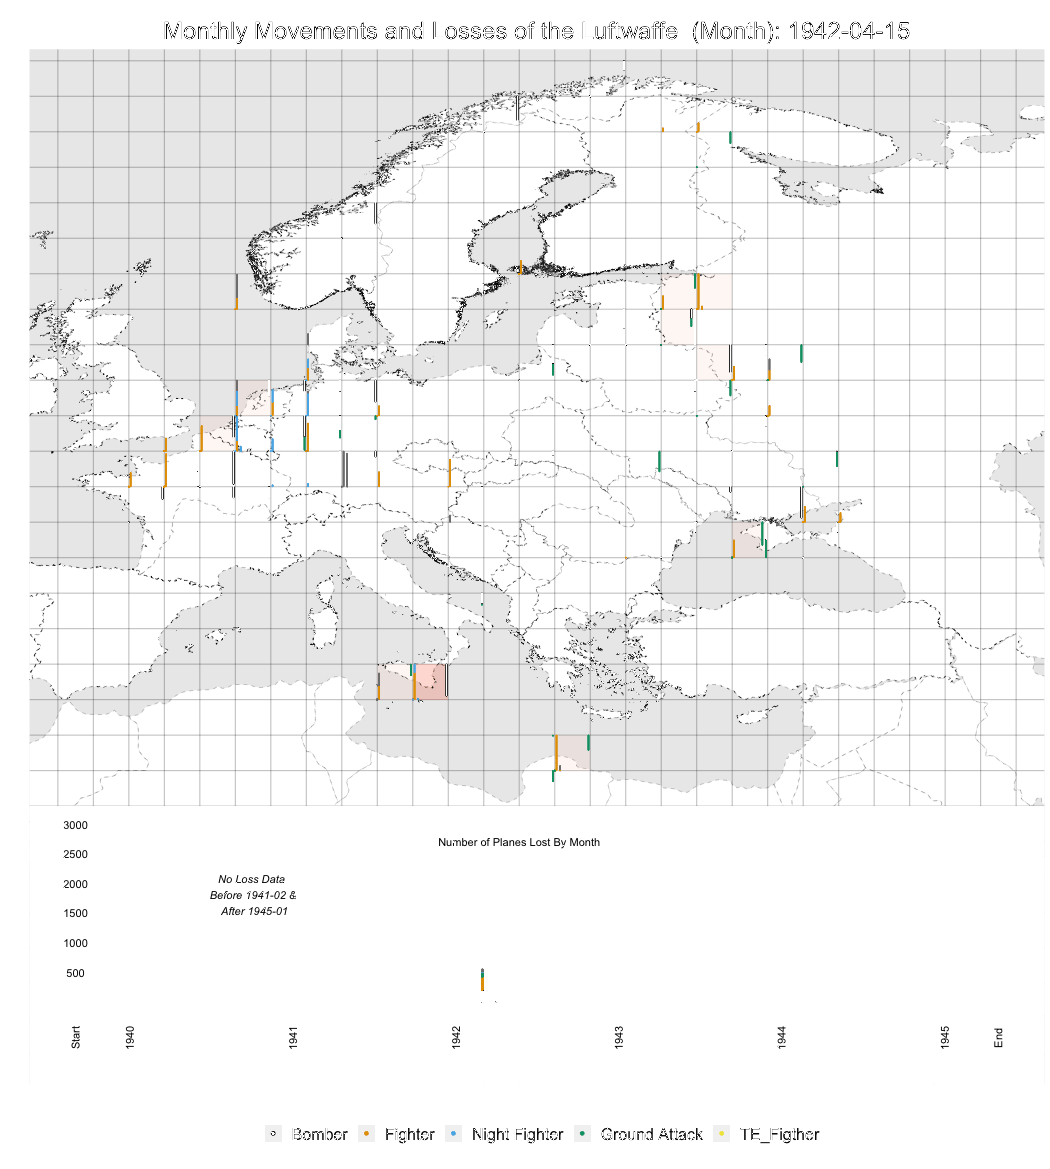 Monthly Movements and Losses of the Luftwaffe (Month): 1942-04-15
3000
Number of Planes Lost By Month
2500
No Loss Data
2000
Before 1941-02 &
After 1945-01
1500
1000
500
Start 1940 1941 1942 1943 1944 1945 End
Bomber Fighter Night Fighter Ground Attack TE_Figther